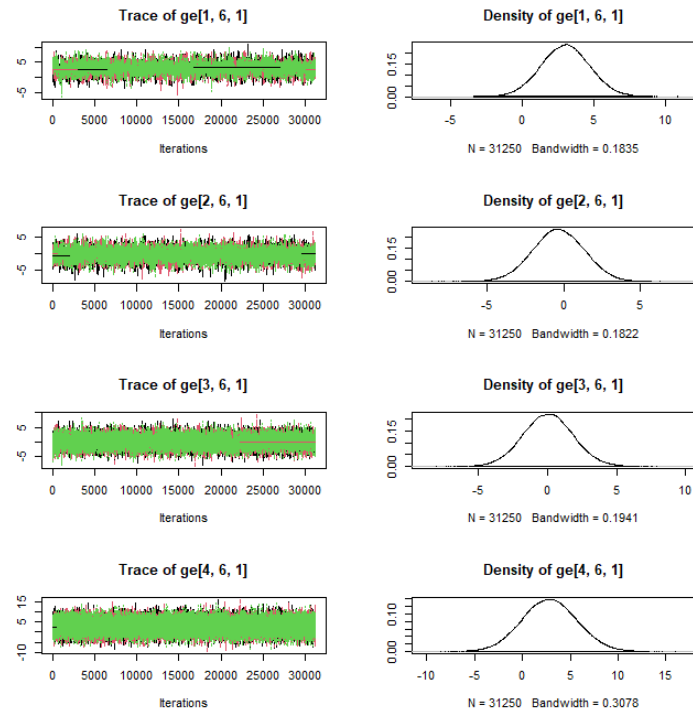 Trace of ge[1, 6, 1]
Density of ge[1, 6, 1]
-5 5
0 5000 10000 15000 20000 25000 30000
Iterations
0.00 0.15
-5 0 5 10
N = 31250 Bandwidth = 0.1835
Trace of ge[2, 6, 1]
Density of ge[2, 6, 1]
-5 5
0 5000 10000 15000 20000 25000 30000
Iterations
0.00 0.15
-5 0 5
N = 31250 Bandwidth = 0.1822
Trace of ge[3, 6, 1]
Density of ge[3, 6, 1]
-5 5
0 5000 10000 15000 20000 25000 30000
Iterations
0.00 0.15
-5 0 5 10
N = 31250 Bandwidth = 0.1941
Trace of ge[4, 6, 1]
Density of ge[4, 6, 1]
-10 5 15
0 5000 10000 15000 20000 25000 30000
Iterations
0.00 0.10
-10 -5 0 5 10 15
N = 31250 Bandwidth = 0.3078